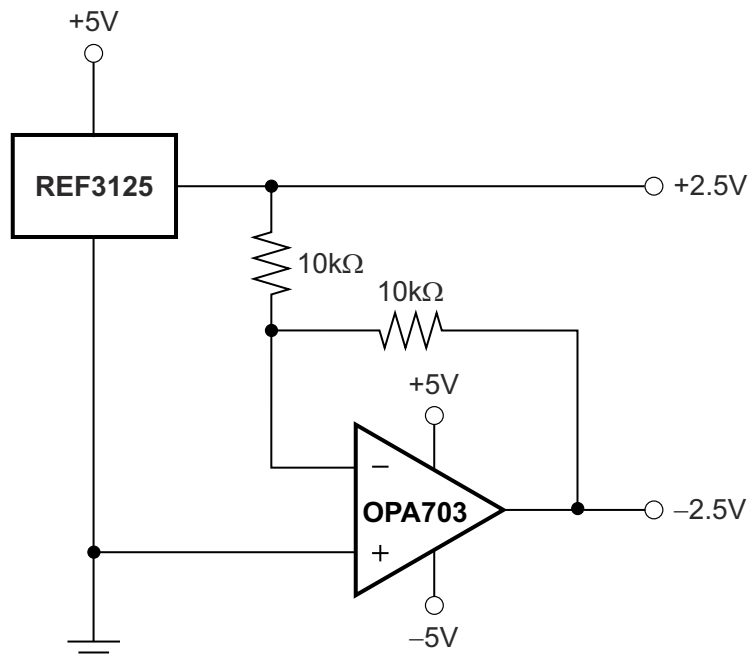 +5V
REF3125
+2.5V
10kΩ
10kΩ
+5V
−
OPA703
−2.5V
+
−5V